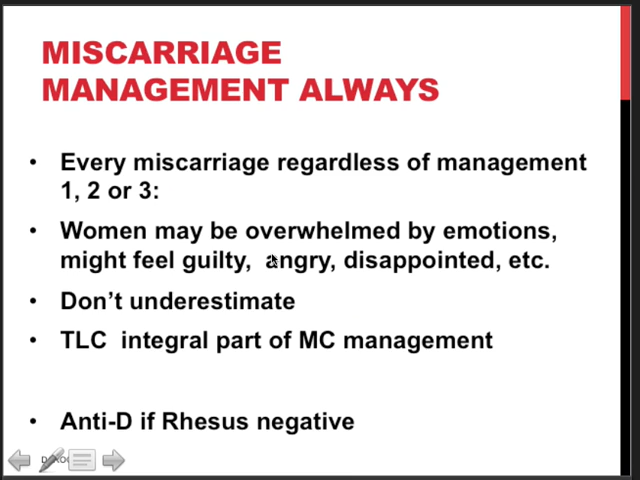 MISCARRIAGE
MANAGEMENT ALWAYS
• Every miscarriage regardless of management
1, 2 or 3:
• Women may be overwhelmed by emotions,
might feel guilty,  angry, disappointed, etc.
• Don’t underestimate
• TLC  integral part of MC management
• Anti-D if Rhesus negative